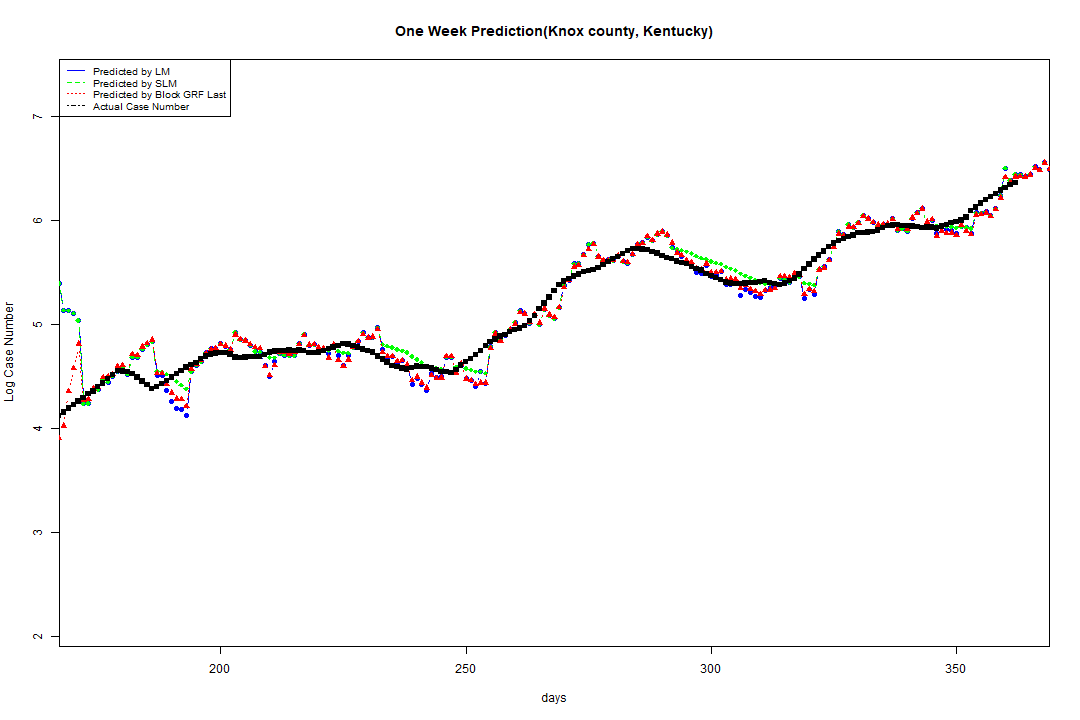 One Week Prediction(Knox county, Kentucky)
Predicted by LM
Predicted by SLM
Predicted by Block GRF Last
Actual Case Number
7
6
5
4
3
2
Log Case Number
200 250 300 350
days